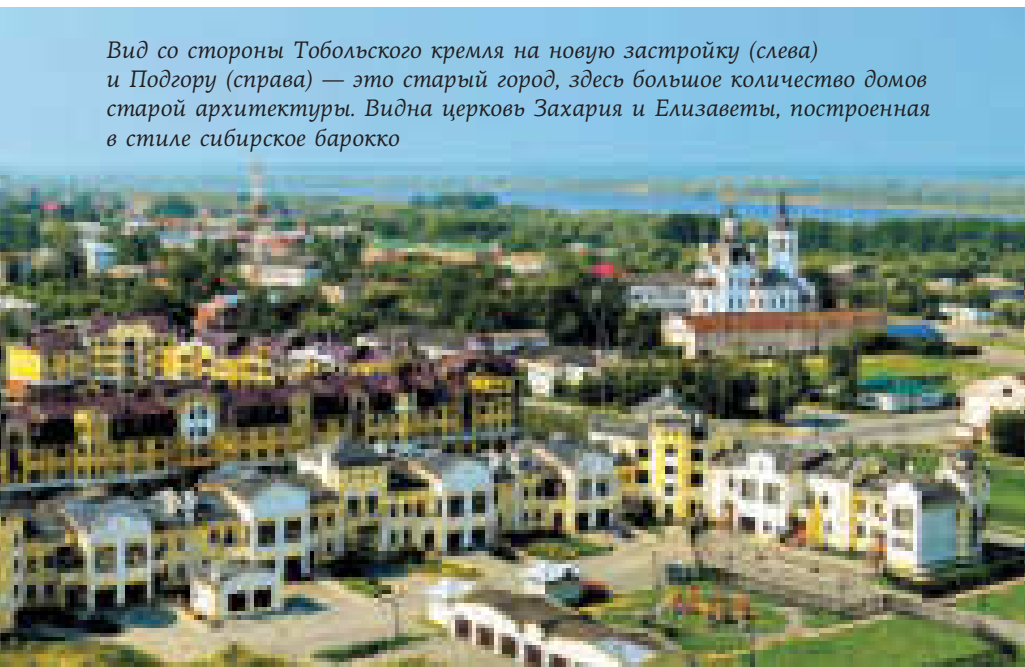 Вид со стороны Тобольского кремля на новую застройку (слева)
и Подгору (справа) — это старый город, здесь большое количество домов
старой архитектуры. Видна церковь Захария и Елизаветы, построенная
в стиле сибирское барокко